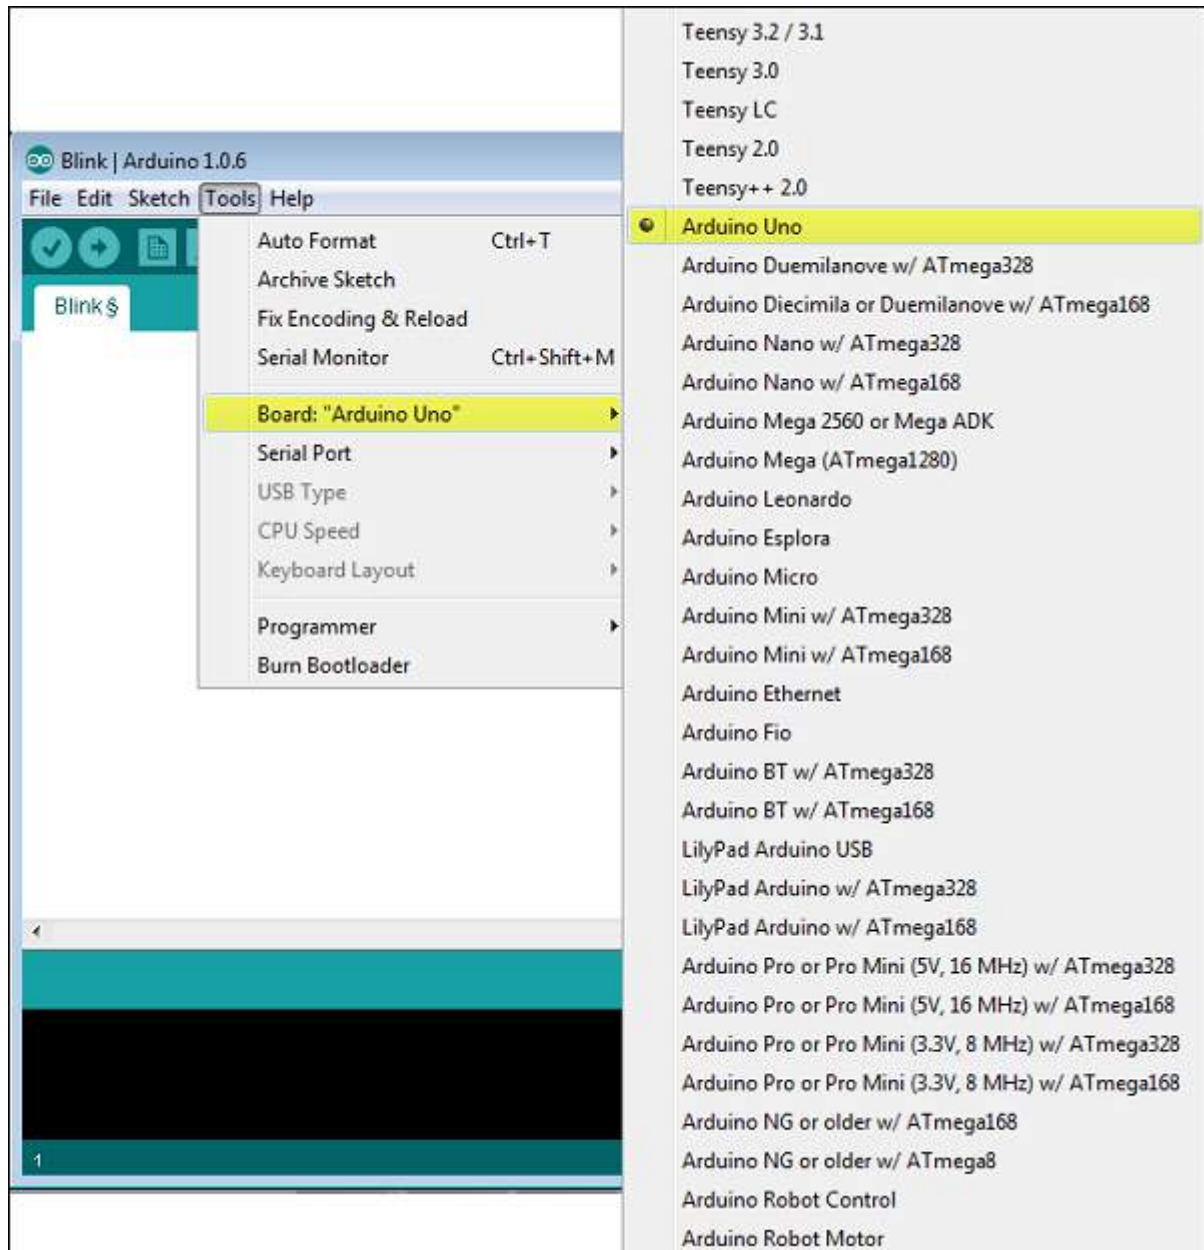 Blink | Arduino 1.0.6
File Edit Sketch Tools Help
Blink §
Auto Format Ctrl+T
Archive Sketch
Fix Encoding & Reload
Serial Monitor Ctrl+Shift+M
Board: "Arduino Uno"
Serial Port
USB Type
CPU Speed
Keyboard Layout
Programmer
Burn Bootloader
1
Teensy 3.2 / 3.1
Teensy 3.0
Teensy LC
Teensy 2.0
Teensy++ 2.0
Arduino Uno
Arduino Duemilanove w/ ATmega328
Arduino Diecimila or Duemilanove w/ ATmega168
Arduino Nano w/ ATmega328
Arduino Nano w/ ATmega168
Arduino Mega 2560 or Mega ADK
Arduino Mega (ATmega1280)
Arduino Leonardo
Arduino Esplora
Arduino Micro
Arduino Mini w/ ATmega328
Arduino Mini w/ ATmega168
Arduino Ethernet
Arduino Fio
Arduino BT w/ ATmega328
Arduino BT w/ ATmega168
LilyPad Arduino USB
LilyPad Arduino w/ ATmega328
LilyPad Arduino w/ ATmega168
Arduino Pro or Pro Mini (5V, 16 MHz) w/ ATmega328
Arduino Pro or Pro Mini (5V, 16 MHz) w/ ATmega168
Arduino Pro or Pro Mini (3.3V, 8 MHz) w/ ATmega328
Arduino Pro or Pro Mini (3.3V, 8 MHz) w/ ATmega168
Arduino NG or older w/ ATmega168
Arduino NG or older w/ ATmega8
Arduino Robot Control
Arduino Robot Motor